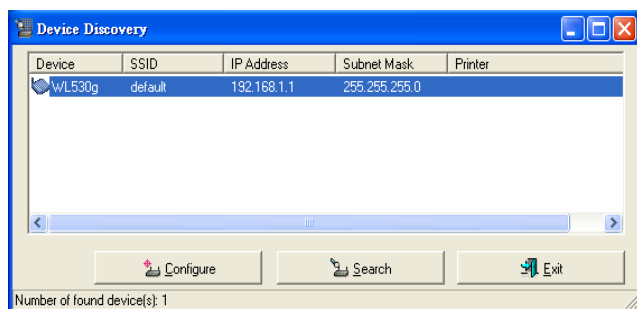 Device Discovery
Device SSID IP Address Subnet Mask Printer
WL530g default 192.168.1.1 255.255.255.0
Configure Search Exit
Number of found device(s): 1